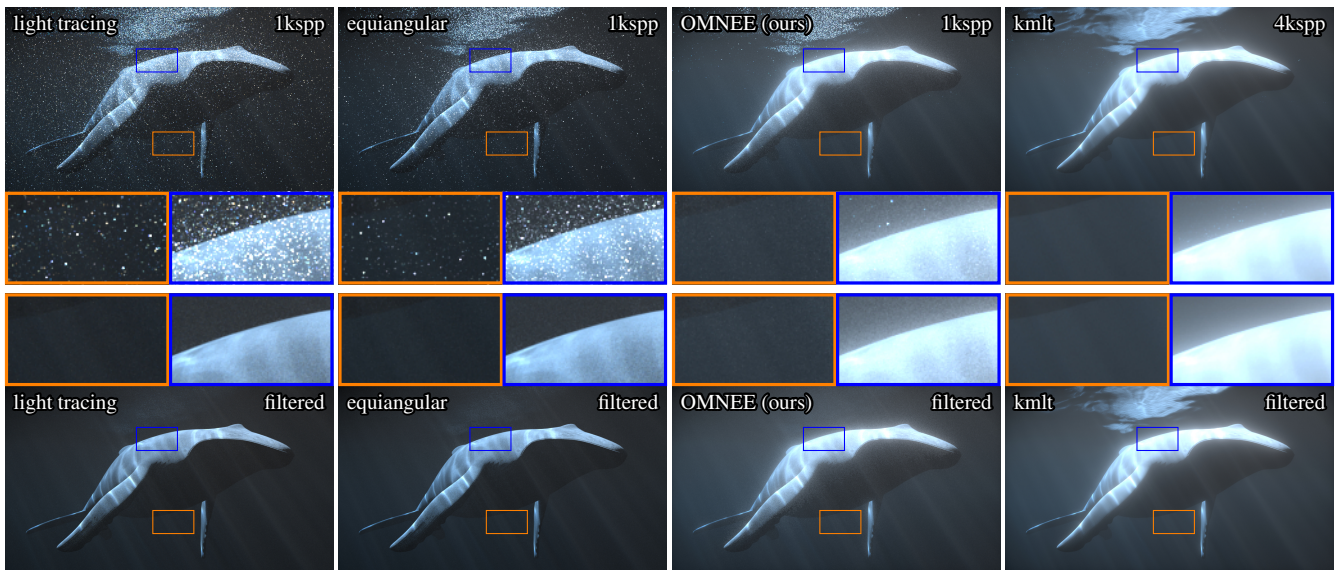 light tracing 1kspp
equiangular 1kspp
OMNEE (ours) 1kspp
kmlt 4kspp
light tracing filtered
equiangular filtered
OMNEE (ours) filtered
kmlt filtered